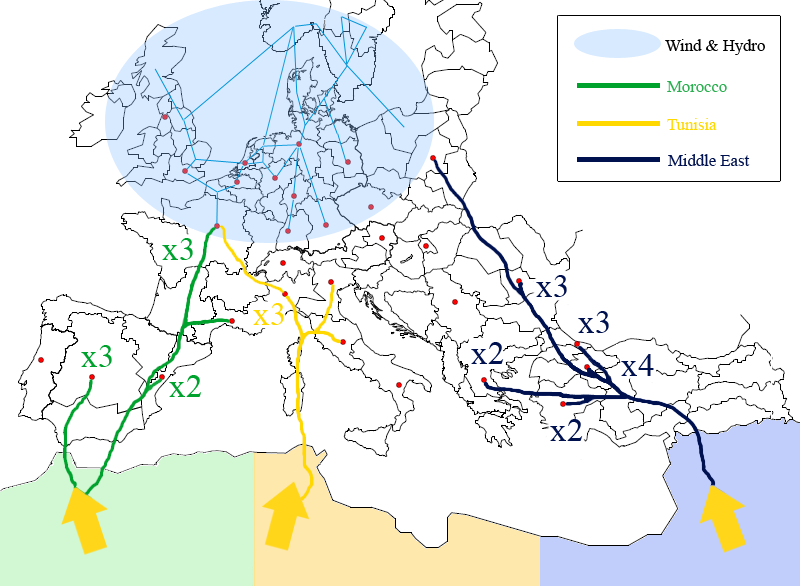 Wind & Hydro
Morocco
Tunisia
Middle East
x3
x3
x3
x3
x2
x4
x3
x2
x2